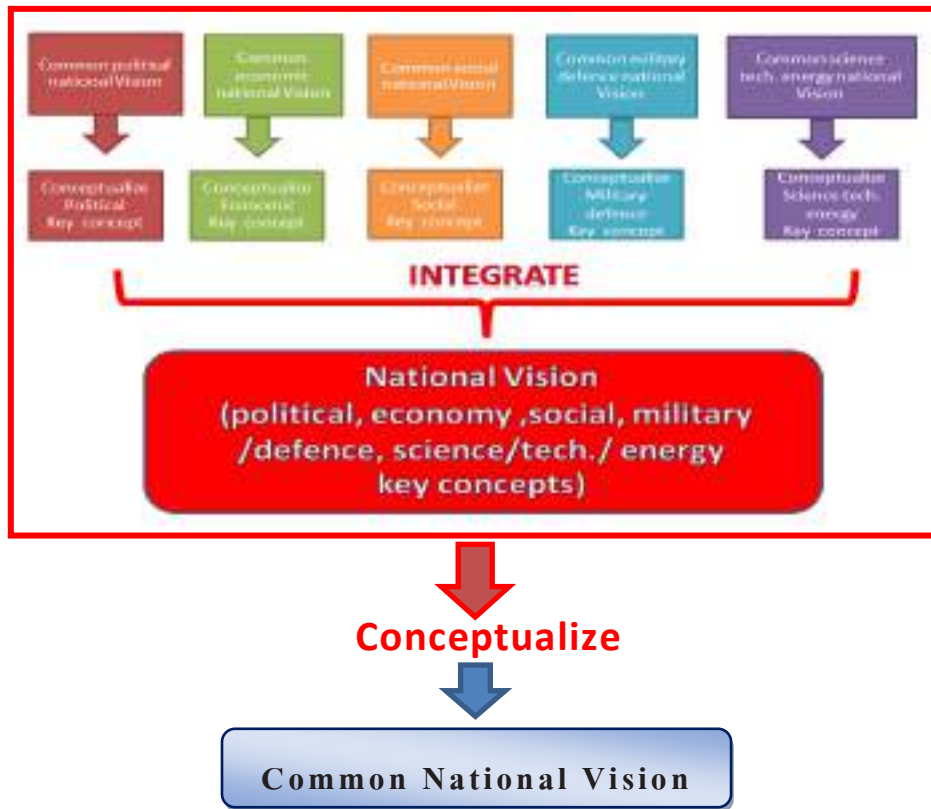 Common political
national Vision
Common
economic
national Vision
Common social
national Vision
Common military
defence national
Vision
Common science
tech. energy national
Vision
Conceptualize
Political
Key concept
Conceptualize
Economic
Key concept
Conceptualize
Social
Key concept
Conceptualize
Military
defence
Key concept
Conceptualize
Science tech.
energy
Key concept
INTEGRATE
National Vision
(political, economy ,social, military
/defence, science/tech./ energy
key concepts)
Conceptualize
Common National Vision